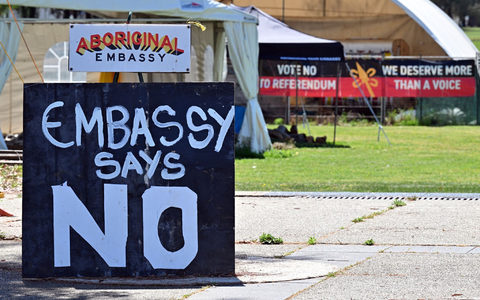 ABORIGINAL
EMBASSY
EMBASSY
SAYS
NO
VOTE NO
TO REFERENDUM
WE DESERVE MORE
THAN A VOICE